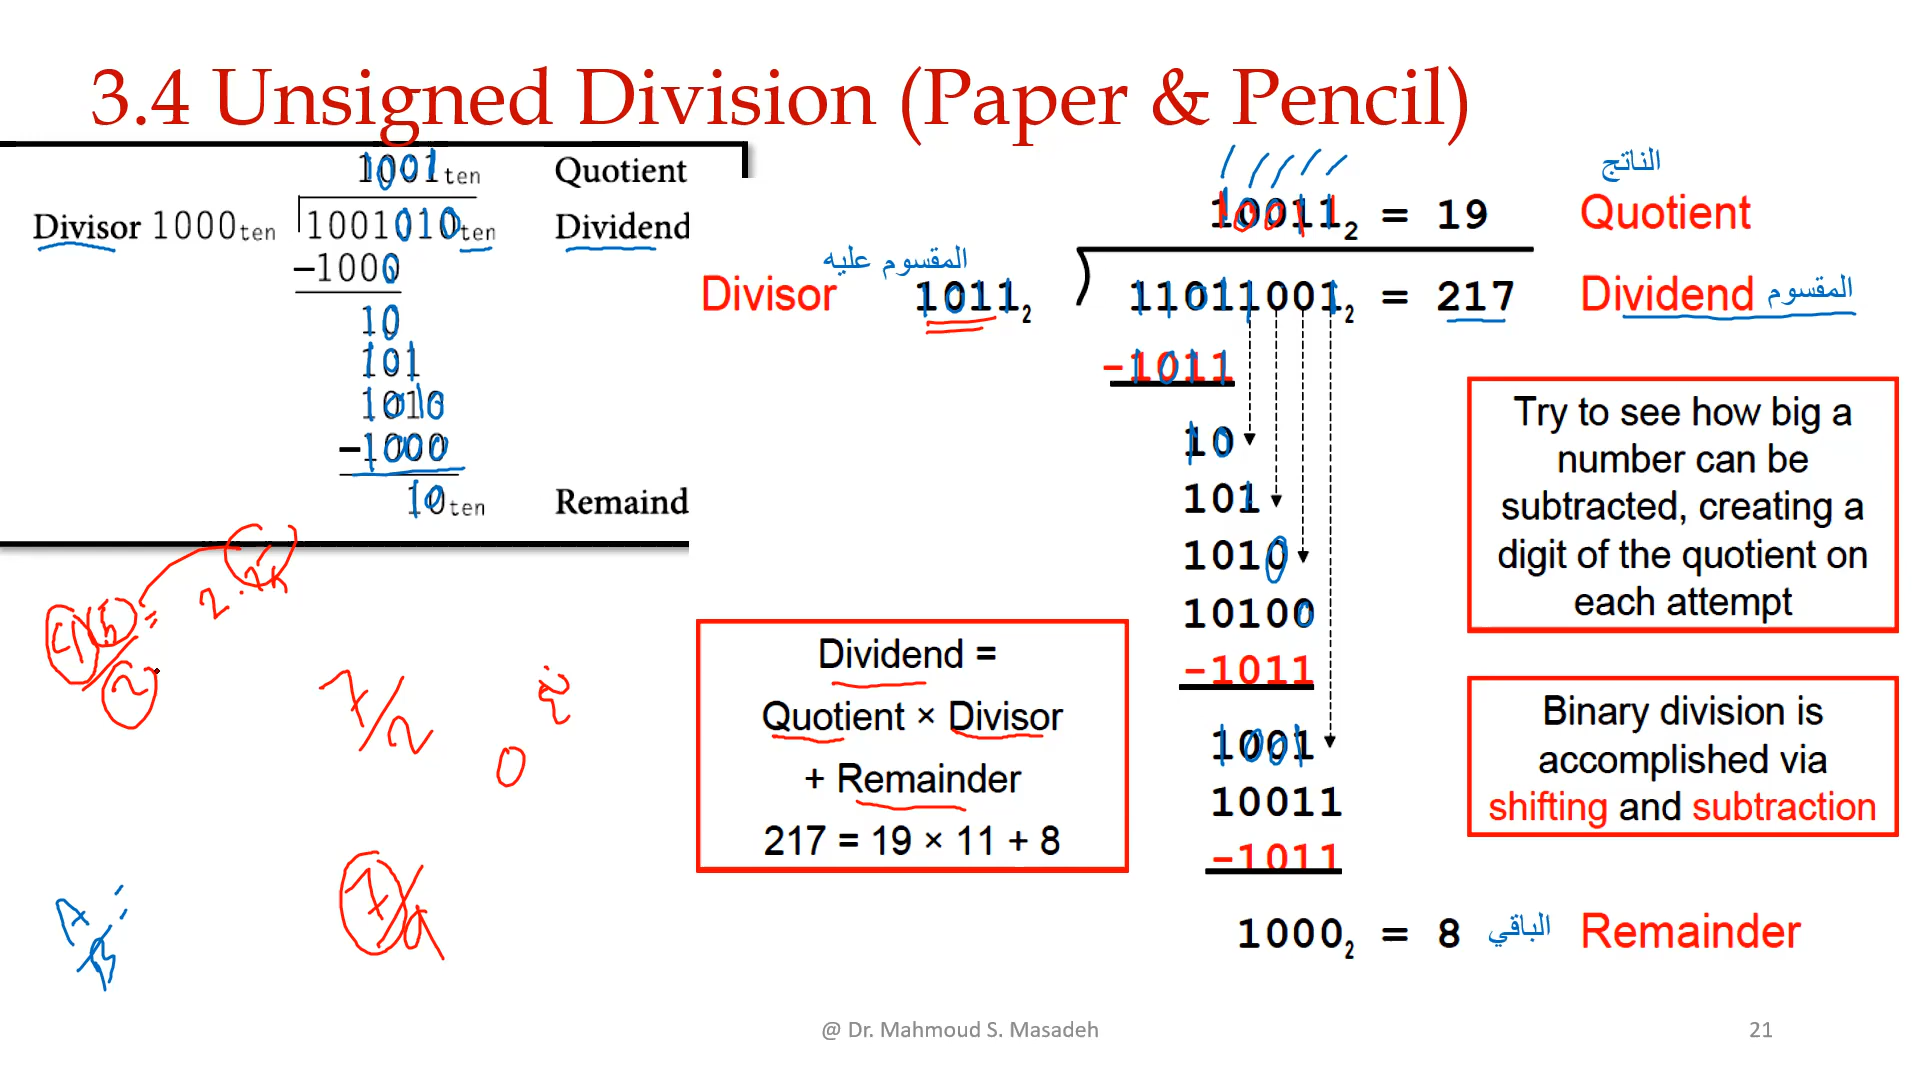 3.4 Unsigned Division (Paper & Pencil)
1001ten Quotient
Divisor 1000ten 1001010ten Dividend
-1000
10
101
1010
-1000
10ten Remaind
الناتج
10011₂ = 19 Quotient
المقسوم عليه
Divisor 1011₂ 11011001₂ = 217 Dividend المقسوم
-1011
10
101
1010
10100
-1011
1001
10011
-1011
1000₂ = 8 الباقي Remainder
Try to see how big a
number can be
subtracted, creating a
digit of the quotient on
each attempt
Dividend =
Quotient × Divisor
+ Remainder
217 = 19 × 11 + 8
Binary division is
accomplished via
shifting and subtraction
7/2
0
A
B
@ Dr. Mahmoud S. Masadeh
21